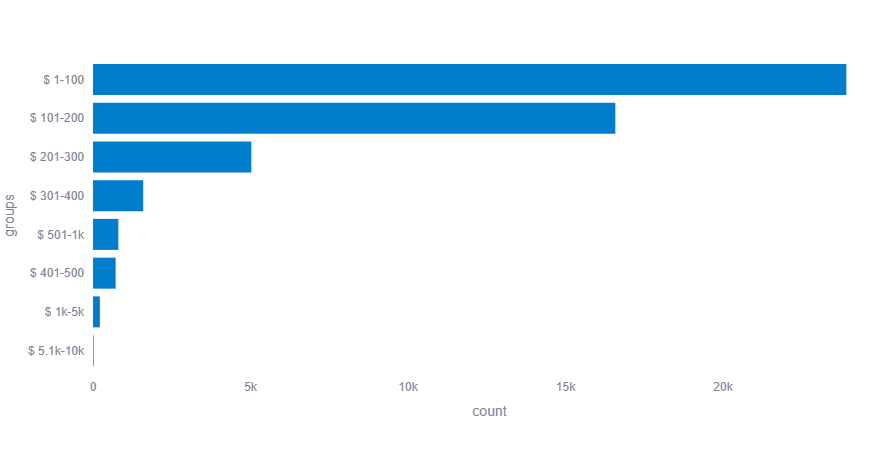 $ 1-100
$ 101-200
$ 201-300
$ 301-400
$ 501-1k
$ 401-500
$ 1k-5k
$ 5.1k-10k
groups
0 5k 10k 15k 20k
count